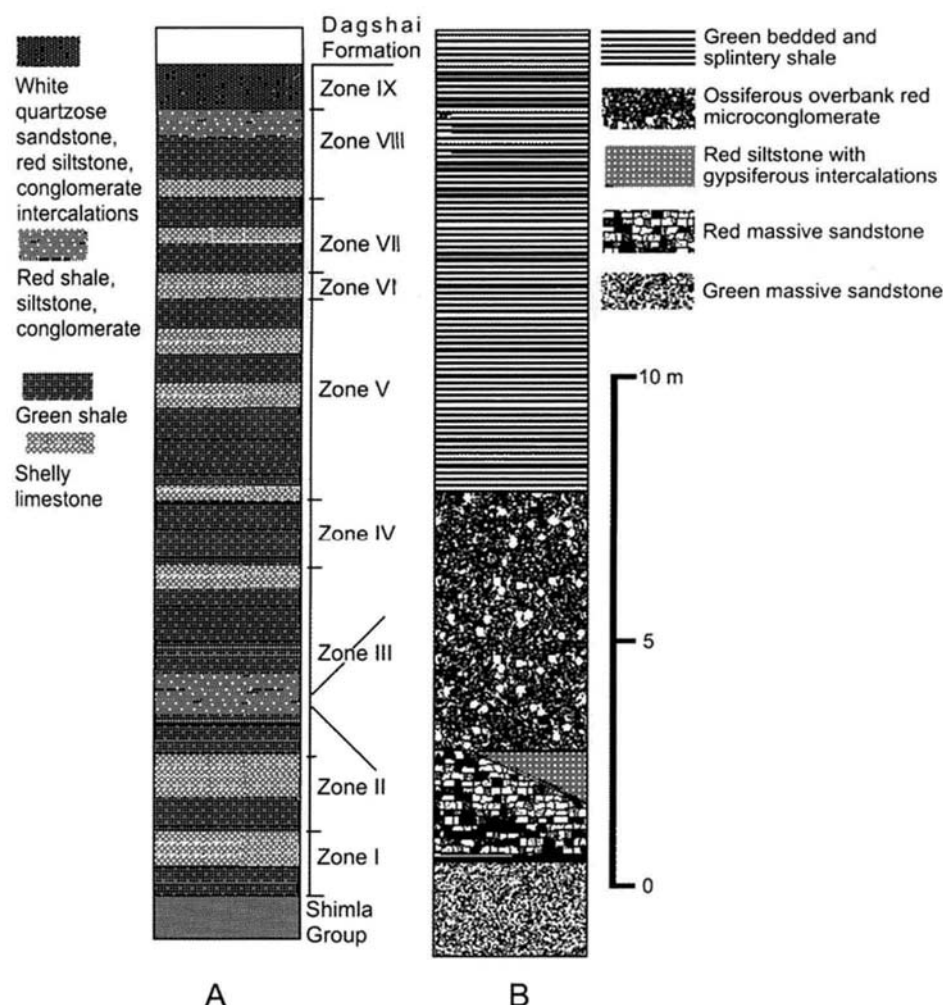 White
quartzose
sandstone,
red siltstone,
conglomerate
intercalations
Red shale,
siltstone,
conglomerate
Green shale
Shelly
limestone
Dagshai
Formation
Zone IX
Zone VIII
Zone VII
Zone VI
Zone V
Zone IV
Zone III
Zone II
Zone I
Shimla
Group
A
B
Green bedded and
splintery shale
Ossiferous overbank red
microconglomerate
Red siltstone with
gypsiferous intercalations
Red massive sandstone
Green massive sandstone
10 m
5
0